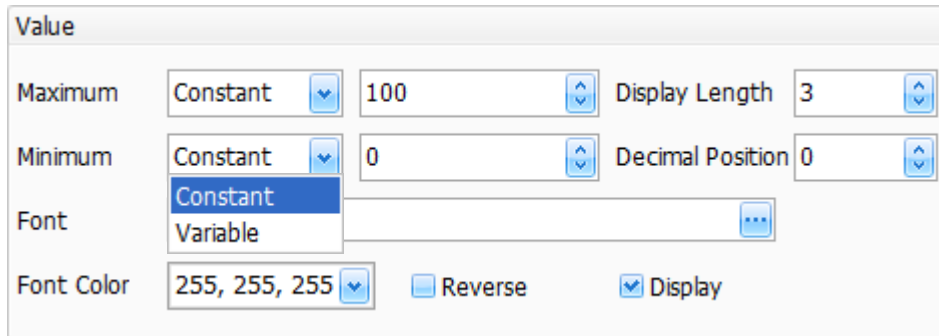 Value
Maximum Constant 100 Display Length 3
Minimum Constant 0 Decimal Position 0
Constant
Font
Variable
Font Color 255, 255, 255 Reverse Display